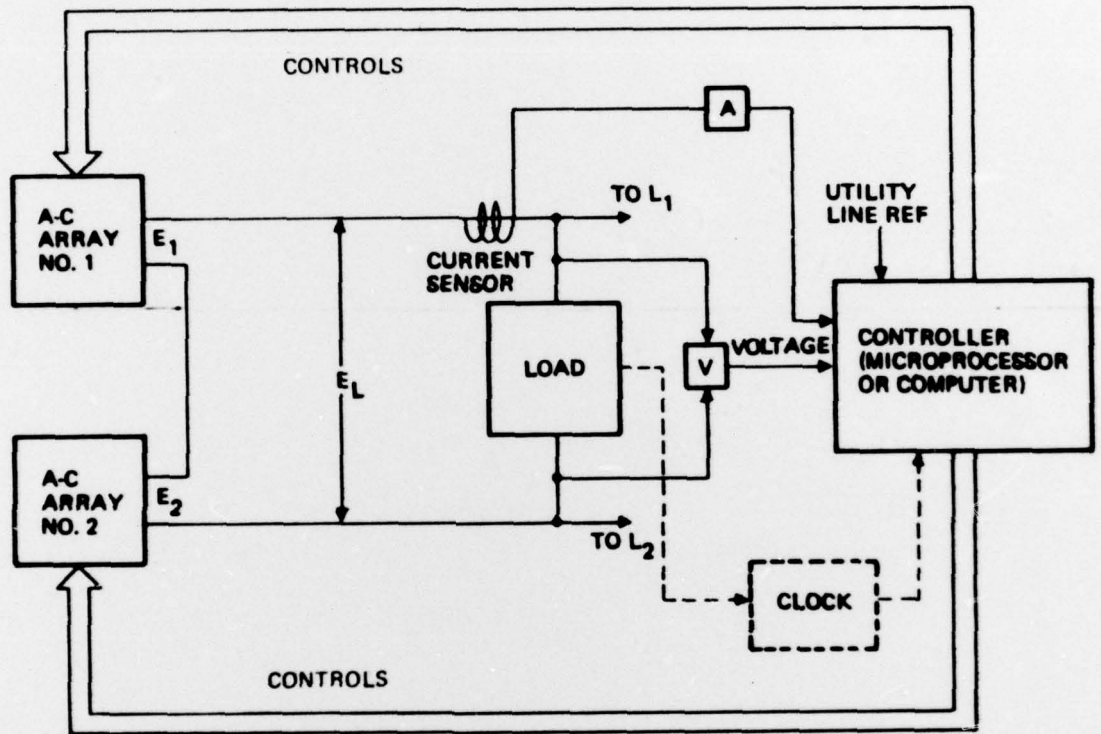 CONTROLS
A
TO L1
UTILITY
LINE REF
A-C
ARRAY
NO. 1
E1
CURRENT
SENSOR
CONTROLLER
(MICROPROCESSOR
OR COMPUTER)
VOLTAGE
V
LOAD
EL
A-C
ARRAY
NO. 2
E2
TO L2
CLOCK
CONTROLS